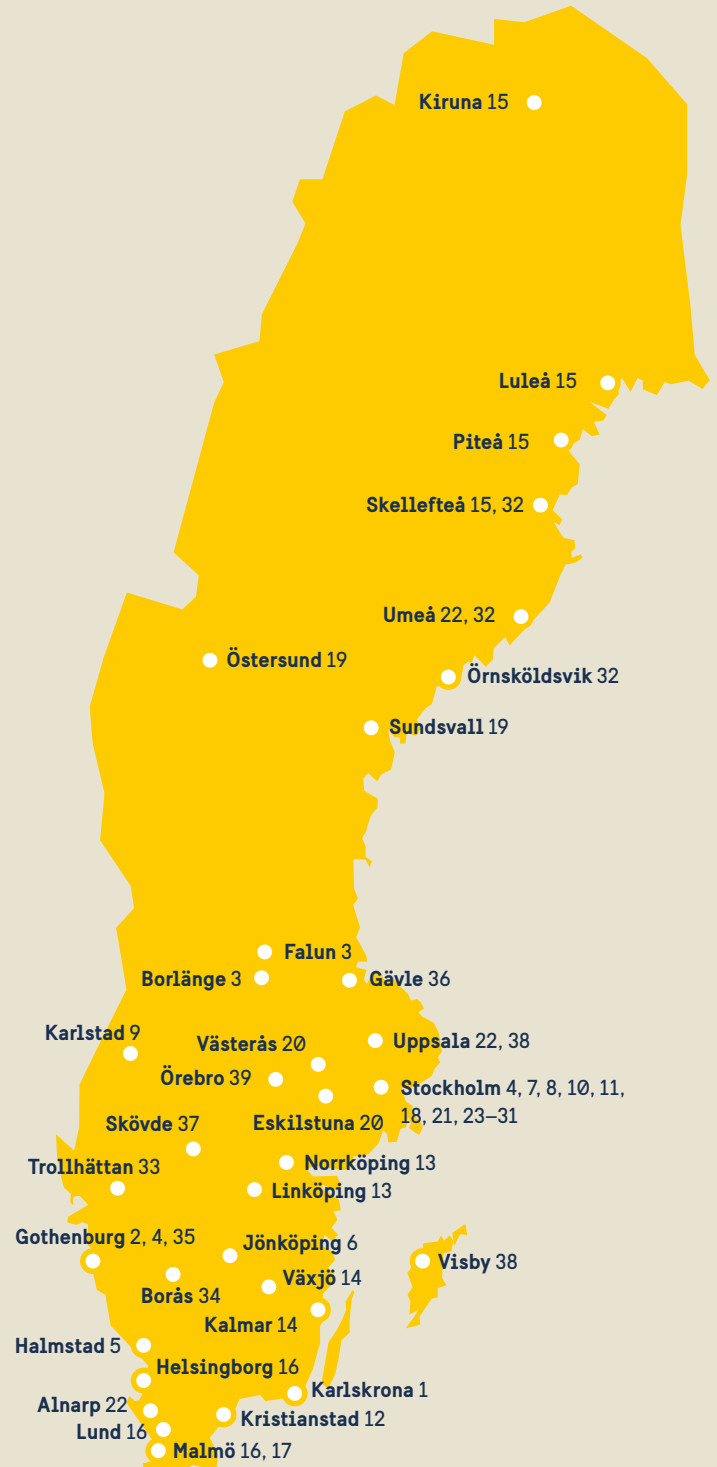 Kiruna 15
Luleå 15
Piteå 15
Skellefteå 15, 32
Umeå 22, 32
Östersund 19
Örnsköldsvik 32
Sundsvall 19
Falun 3
Borlänge 3
Gävle 36
Karlstad 9
Västerås 20
Uppsala 22, 38
Örebro 39
Stockholm 4, 7, 8, 10, 11,
18, 21, 23–31
Skövde 37
Eskilstuna 20
Norrköping 13
Trollhättan 33
Linköping 13
Gothenburg 2, 4, 35
Jönköping 6
Visby 38
Växjö 14
Borås 34
Kalmar 14
Halmstad 5
Helsingborg 16
Karlskrona 1
Alnarp 22
Kristianstad 12
Lund 16
Malmö 16, 17